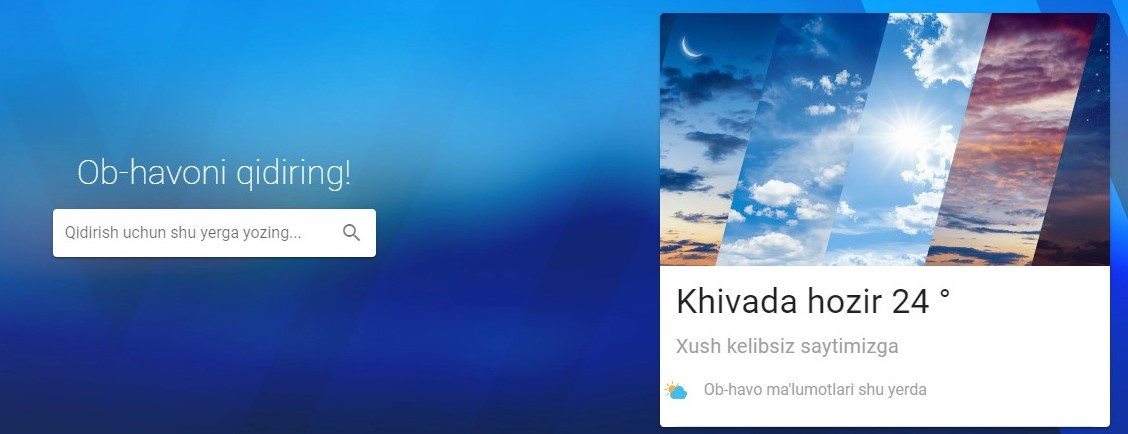 Ob-havoni qidiring!
Qidirish uchun shu yerga yozing...
Khivada hozir 24 °
Xush kelibsiz saytimizga
Ob-havo ma'lumotlari shu yerda